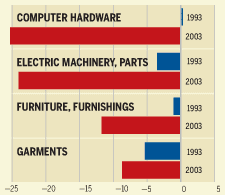 COMPUTER HARDWARE 1993
2003
ELECTRIC MACHINERY, PARTS 1993
2003
FURNITURE, FURNISHINGS 1993
2003
GARMENTS 1993
2003
−25 −20 −15 −10 −5 0 5